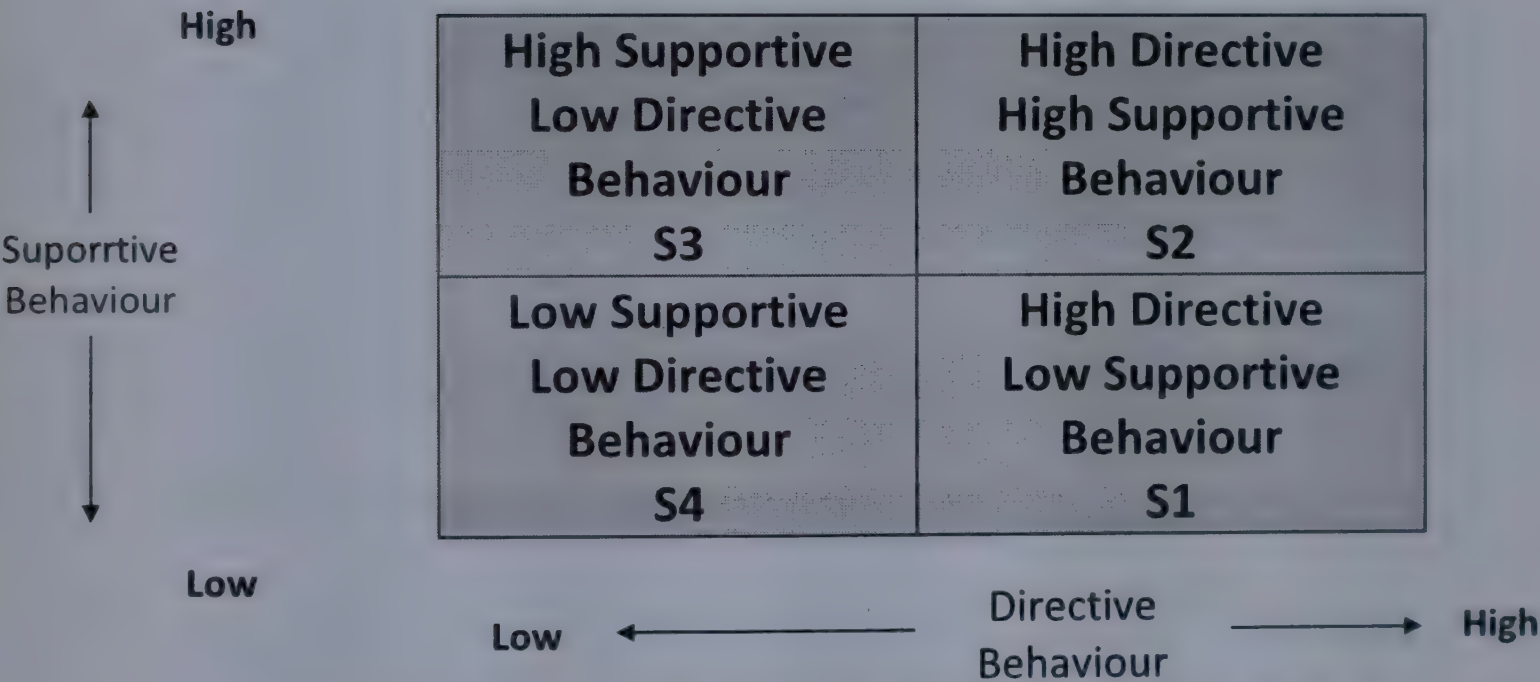 High
Suporrtive
Behaviour
Low
High Supportive
Low Directive
Behaviour
S3
High Directive
High Supportive
Behaviour
S2
Low Supportive
Low Directive
Behaviour
S4
High Directive
Low Supportive
Behaviour
S1
Low
Directive
Behaviour
High